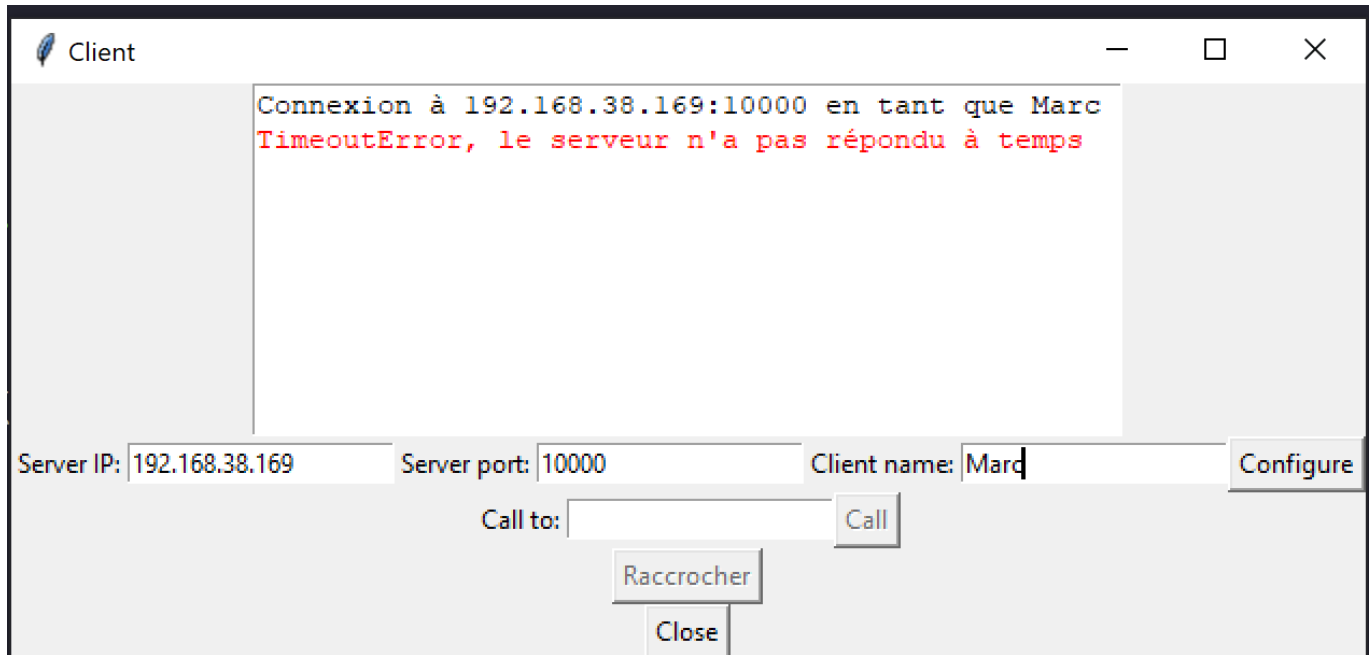 Client
Connexion à 192.168.38.169:10000 en tant que Marc
TimeoutError, le serveur n'a pas répondu à temps
Server IP: 192.168.38.169 Server port: 10000 Client name: Marc Configure
Call to: Call
Raccrocher
Close